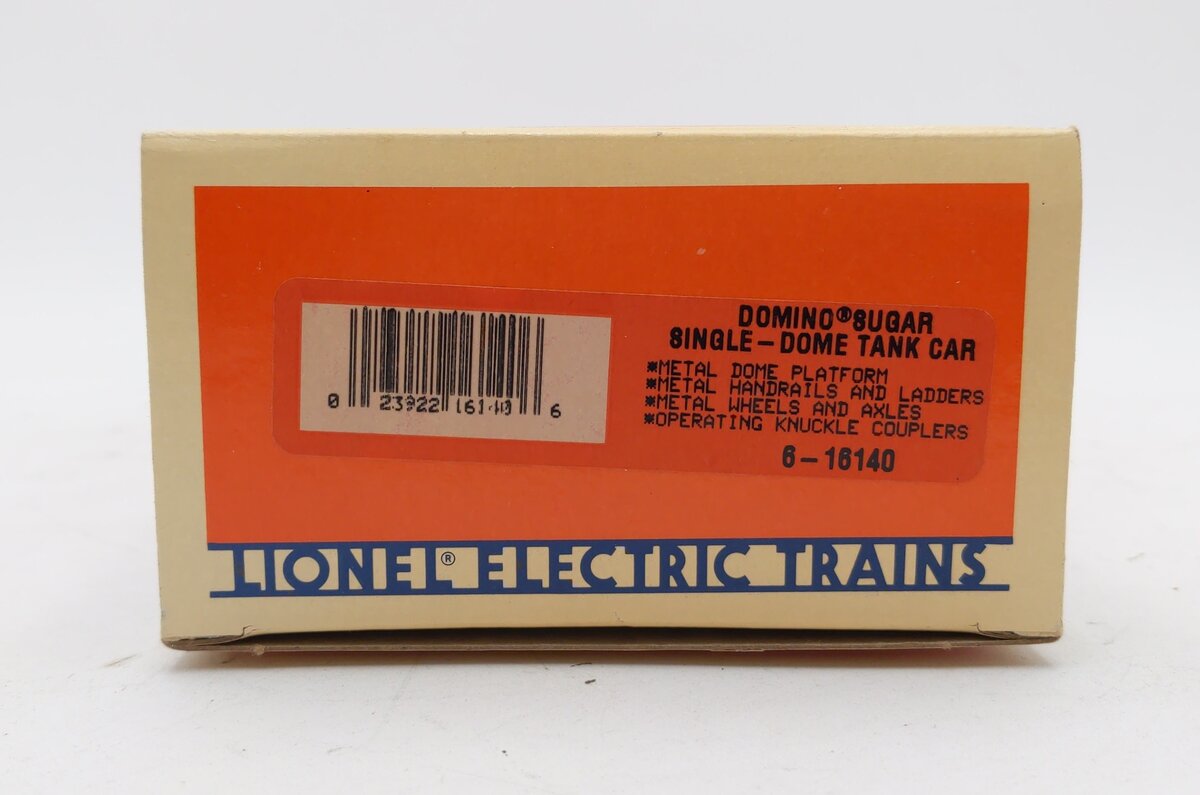 0 23922 16140 6
DOMINO®SUGAR
SINGLE-DOME TANK CAR
*METAL DOME PLATFORM
*METAL HANDRAILS AND LADDERS
*METAL WHEELS AND AXLES
*OPERATING KNUCKLE COUPLERS
6-16140
LIONEL® ELECTRIC TRAINS